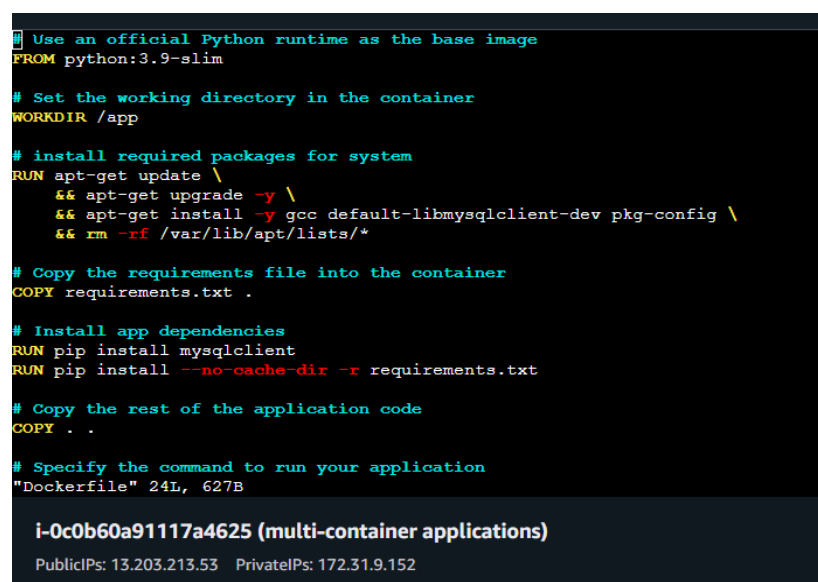 # Use an official Python runtime as the base image
FROM python:3.9-slim
# Set the working directory in the container
WORKDIR /app
# install required packages for system
RUN apt-get update \
    && apt-get upgrade -y \
    && apt-get install -y gcc default-libmysqlclient-dev pkg-config \
    && rm -rf /var/lib/apt/lists/*
# Copy the requirements file into the container
COPY requirements.txt .
# Install app dependencies
RUN pip install mysqlclient
RUN pip install --no-cache-dir -r requirements.txt
# Copy the rest of the application code
COPY . .
# Specify the command to run your application
"Dockerfile" 24L, 627B
i-0c0b60a91117a4625 (multi-container applications)
PublicIPs: 13.203.213.53 PrivateIPs: 172.31.9.152